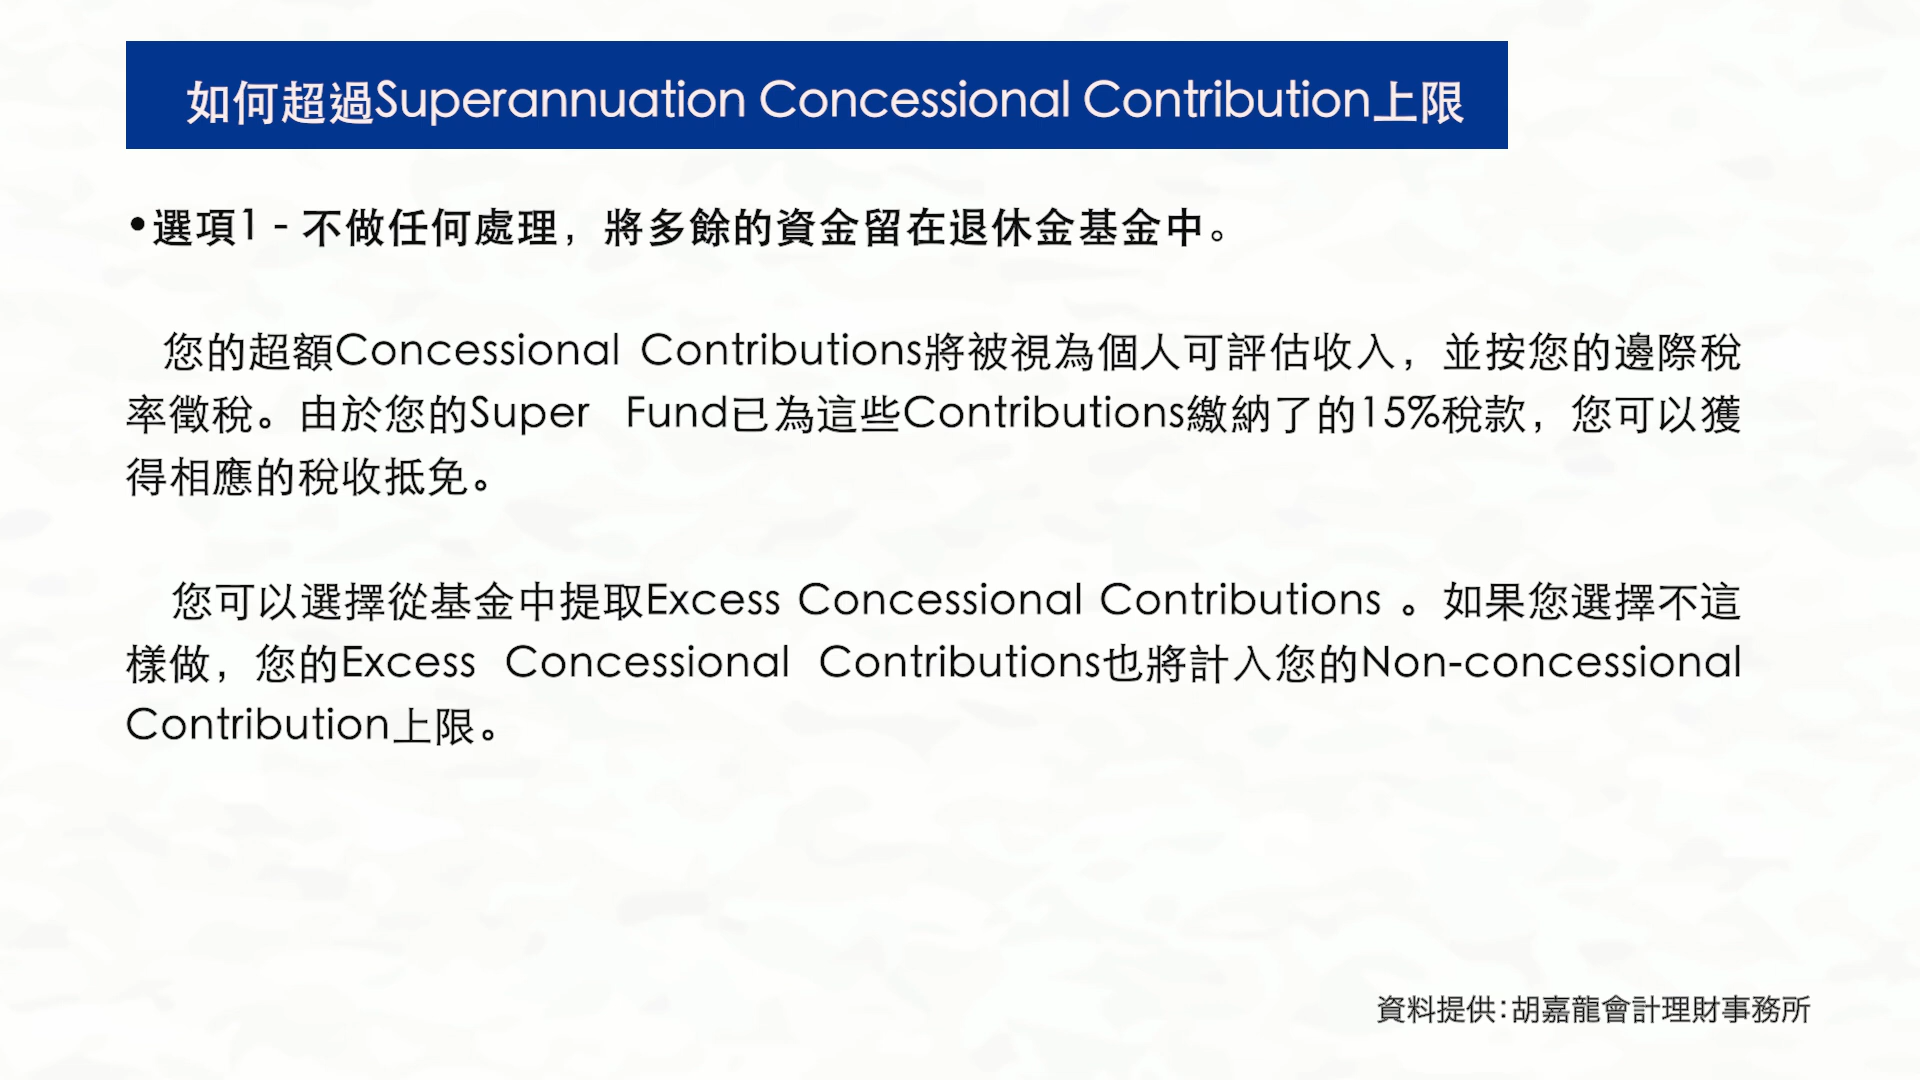 如何超過Superannuation Concessional Contribution上限
•選項1 - 不做任何處理，將多餘的資金留在退休金基金中。
您的超額Concessional Contributions將被視為個人可評估收入，並按您的邊際稅
率徵稅。由於您的Super Fund已為這些Contributions繳納了的15%稅款，您可以獲
得相應的稅收抵免。
您可以選擇從基金中提取Excess Concessional Contributions 。如果您選擇不這
樣做，您的Excess Concessional Contributions也將計入您的Non-concessional
Contribution上限。
資料提供：胡嘉龍會計理財事務所